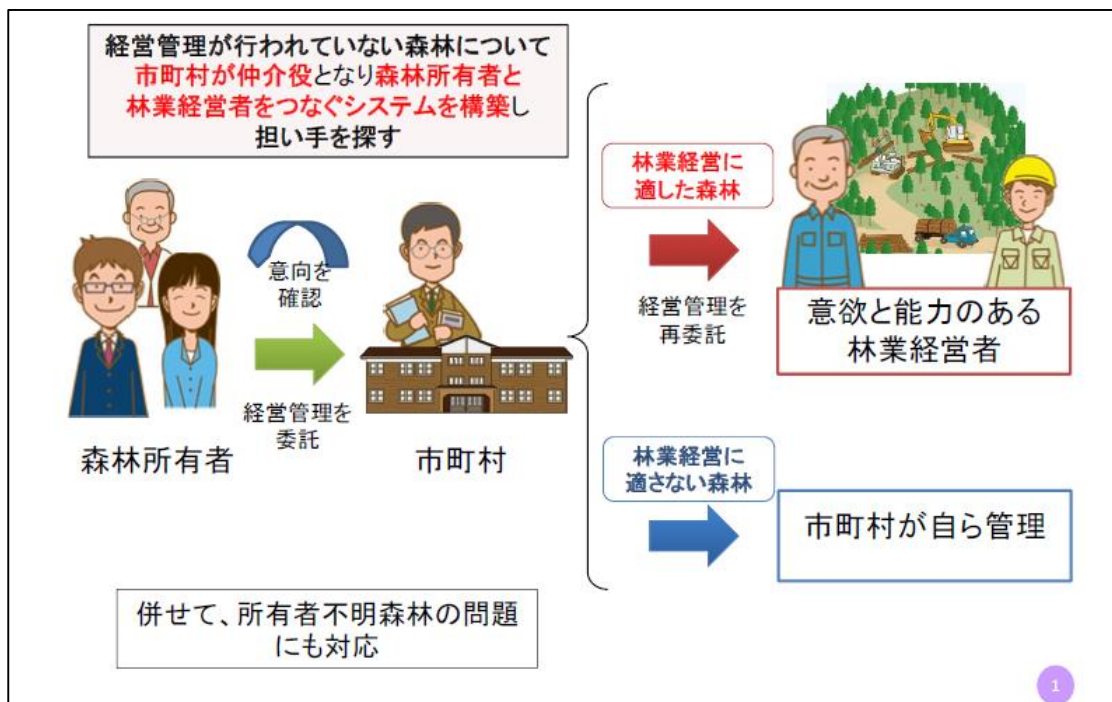 経営管理が行われていない森林について
市町村が仲介役となり森林所有者と
林業経営者をつなぐシステムを構築し
担い手を探す
意向を
確認
経営管理を
委託
森林所有者
市町村
林業経営に
適した森林
経営管理を
再委託
意欲と能力のある
林業経営者
林業経営に
適さない森林
市町村が自ら管理
併せて、所有者不明森林の問題
にも対応
1